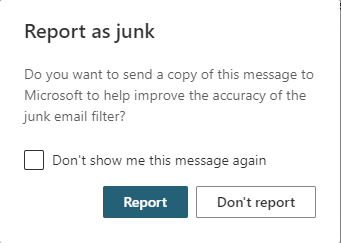 Report as junk
Do you want to send a copy of this message to
Microsoft to help improve the accuracy of the
junk email filter?
Don't show me this message again
Report
Don't report